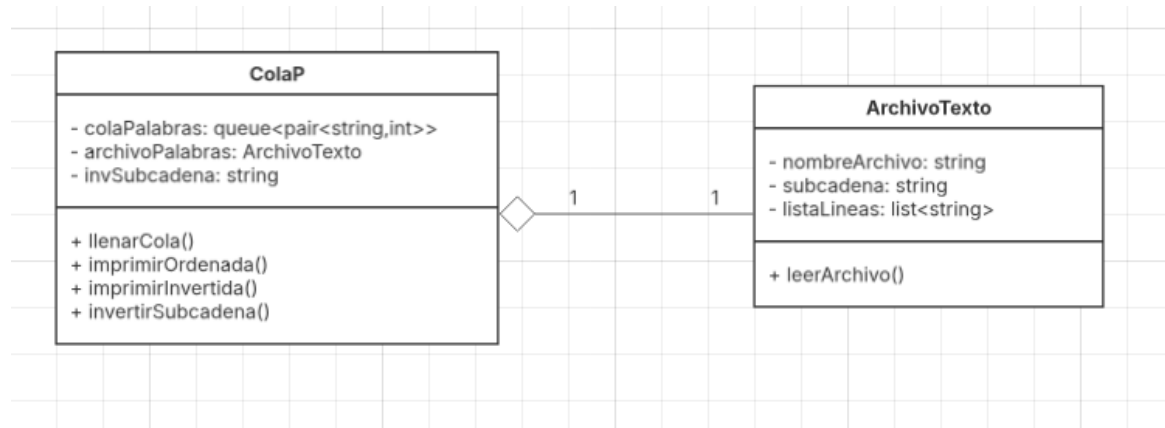 ColaP
- colaPalabras: queue<pair<string,int>>
- archivoPalabras: ArchivoTexto
- invSubcadena: string
+ llenarCola()
+ imprimirOrdenada()
+ imprimirInvertida()
+ invertirSubcadena()
1
1
ArchivoTexto
- nombreArchivo: string
- subcadena: string
- listaLineas: list<string>
+ leerArchivo()